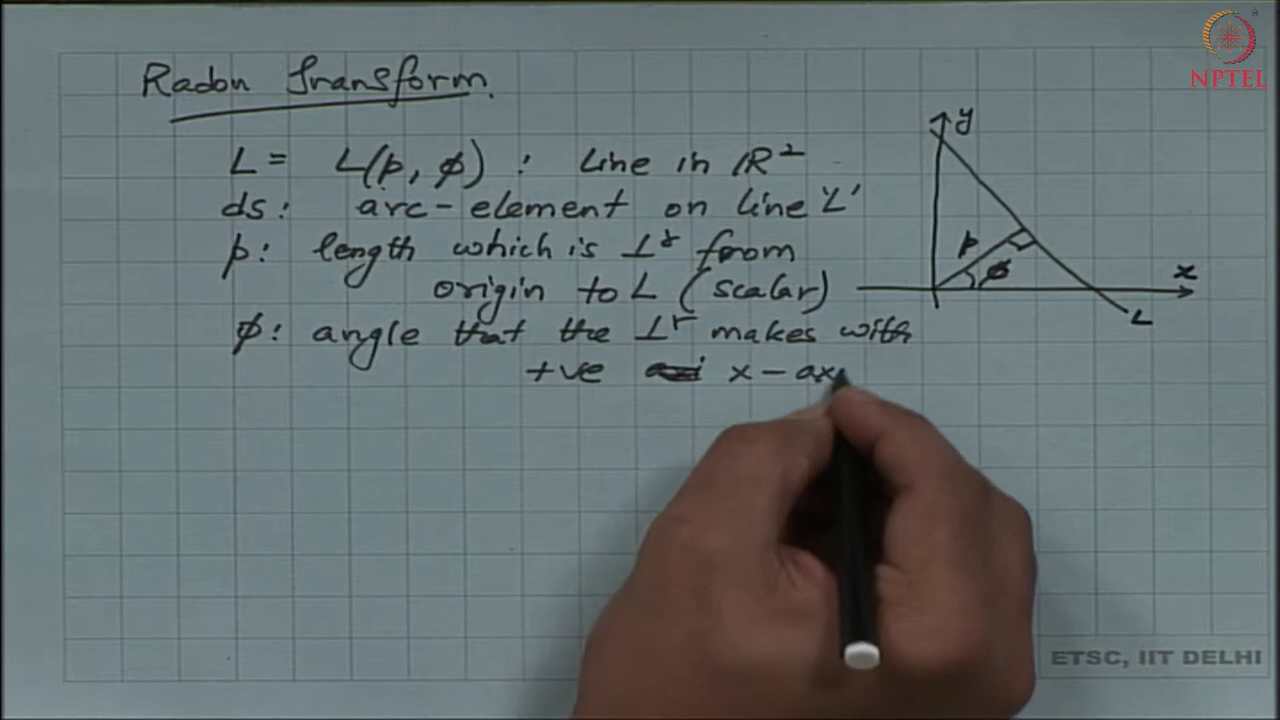 Radon Transform.
L = L(p, φ) : Line in ℝ²
ds : arc-element on line 'L'
p : length which is ⊥r from
origin to L (scalar)
φ : angle that the ⊥r makes with
+ve x-ax
y
p
φ
x
L
NPTEL
ETSC, IIT DELHI